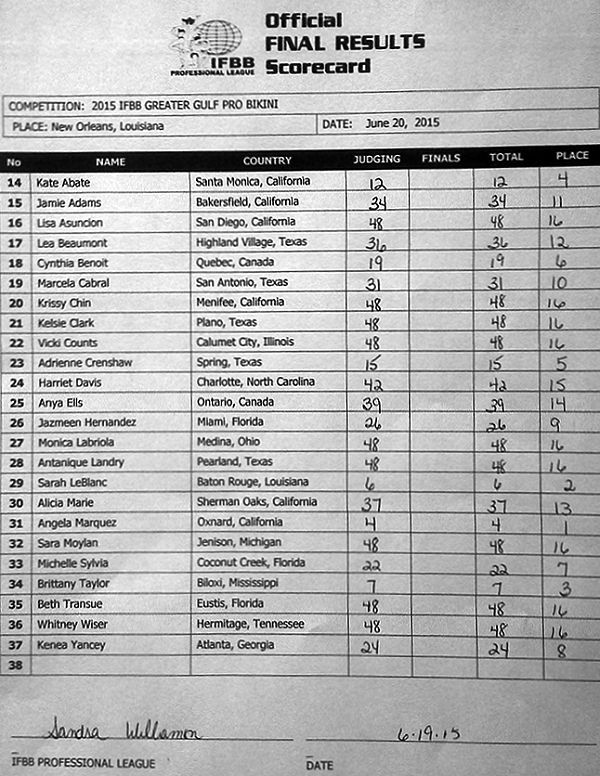 Official
FINAL RESULTS
IFBB
PROFESSIONAL LEAGUE Scorecard
COMPETITION: 2015 IFBB GREATER GULF PRO BIKINI
PLACE: New Orleans, Louisiana DATE: June 20, 2015
No NAME COUNTRY JUDGING FINALS TOTAL PLACE
14 Kate Abate Santa Monica, California 12 12 4
15 Jamie Adams Bakersfield, California 34 34 11
16 Lisa Asuncion San Diego, California 48 48 16
17 Lea Beaumont Highland Village, Texas 36 36 12
18 Cynthia Benoit Quebec, Canada 19 19 6
19 Marcela Cabral San Antonio, Texas 31 31 10
20 Krissy Chin Menifee, California 48 48 16
21 Kelsie Clark Plano, Texas 48 48 16
22 Vicki Counts Calumet City, Illinois 48 48 16
23 Adrienne Crenshaw Spring, Texas 15 15 5
24 Harriet Davis Charlotte, North Carolina 42 42 15
25 Anya Ells Ontario, Canada 39 39 14
26 Jazmeen Hernandez Miami, Florida 26 26 9
27 Monica Labriola Medina, Ohio 48 48 16
28 Antanique Landry Pearland, Texas 48 48 16
29 Sarah LeBlanc Baton Rouge, Louisiana 6 6 2
30 Alicia Marie Sherman Oaks, California 37 37 13
31 Angela Marquez Oxnard, California 4 4 1
32 Sara Moylan Jenison, Michigan 48 48 16
33 Michelle Sylvia Coconut Creek, Florida 22 22 7
34 Brittany Taylor Biloxi, Mississippi 7 7 3
35 Beth Transue Eustis, Florida 48 48 16
36 Whitney Wiser Hermitage, Tennessee 48 48 16
37 Kenea Yancey Atlanta, Georgia 24 24 8
38
Sandra Williamson 6-19-15
IFBB PROFESSIONAL LEAGUE DATE